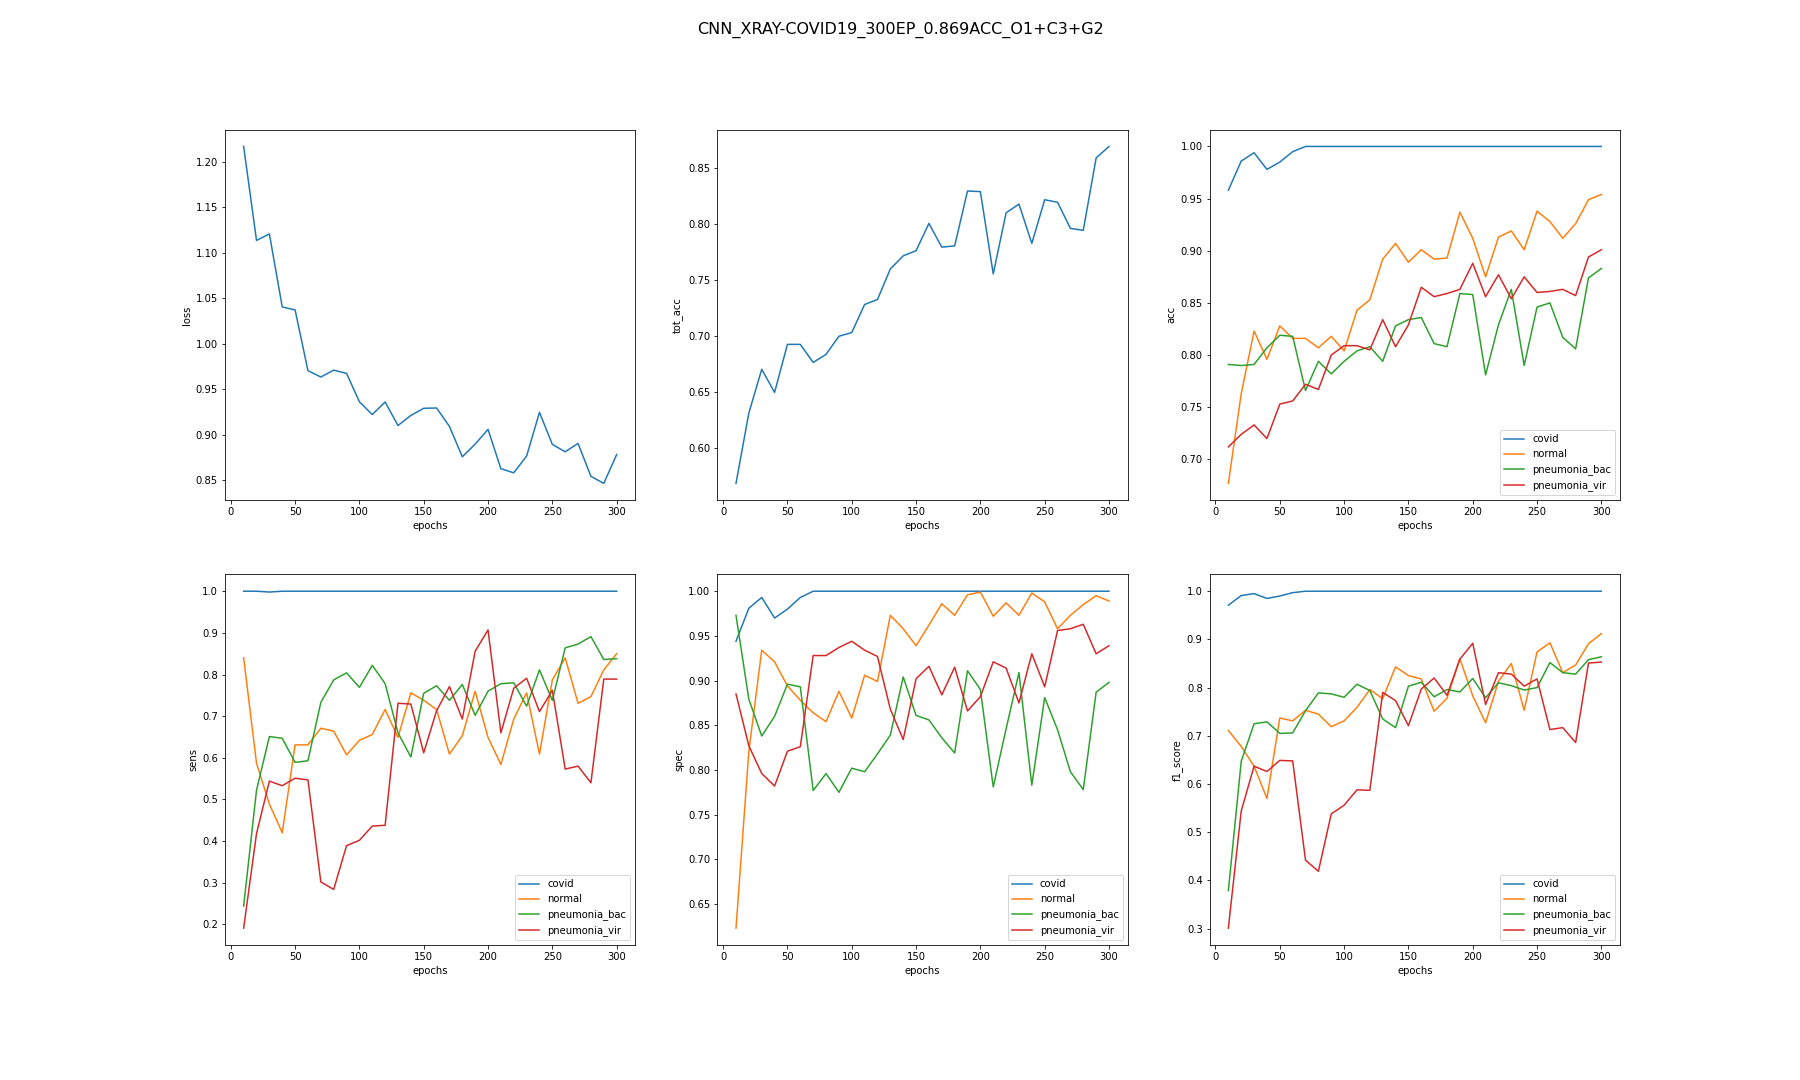 CNN_XRAY-COVID19_300EP_0.869ACC_O1+C3+G2
loss
1.20
1.15
1.10
1.05
1.00
0.95
0.90
0.85
0 50 100 150 200 250 300
epochs
tot_acc
0.85
0.80
0.75
0.70
0.65
0.60
0 50 100 150 200 250 300
epochs
acc
1.00
0.95
0.90
0.85
0.80
0.75
0.70
covid
normal
pneumonia_bac
pneumonia_vir
0 50 100 150 200 250 300
epochs
sens
1.0
0.9
0.8
0.7
0.6
0.5
0.4
0.3
0.2
covid
normal
pneumonia_bac
pneumonia_vir
0 50 100 150 200 250 300
epochs
spec
1.00
0.95
0.90
0.85
0.80
0.75
0.70
0.65
covid
normal
pneumonia_bac
pneumonia_vir
0 50 100 150 200 250 300
epochs
f1_score
1.0
0.9
0.8
0.7
0.6
0.5
0.4
0.3
covid
normal
pneumonia_bac
pneumonia_vir
0 50 100 150 200 250 300
epochs